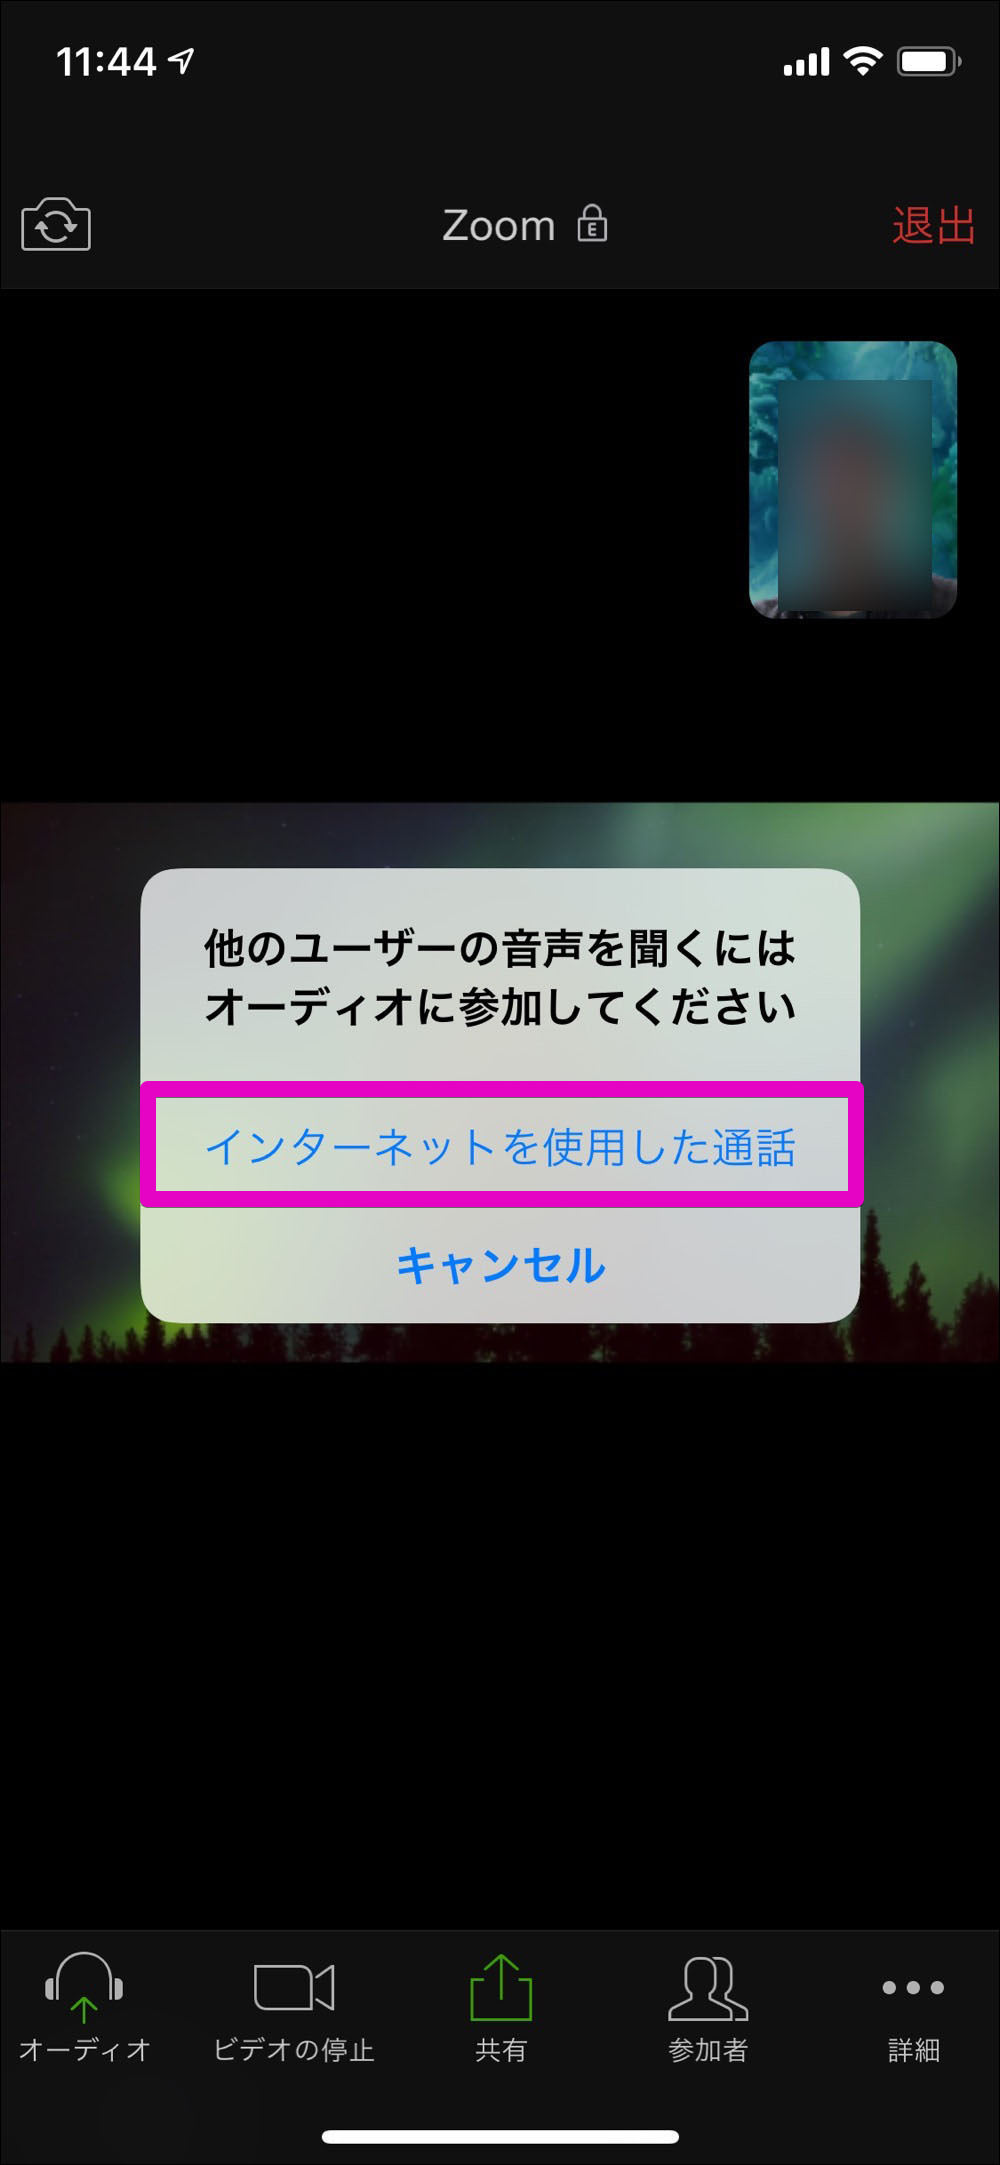 11:44
Zoom
E
退出
他のユーザーの音声を聞くには
オーディオに参加してください
インターネットを使用した通話
キャンセル
オーディオ
ビデオの停止
共有
参加者
詳細